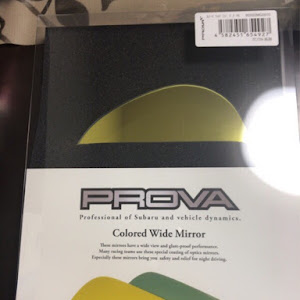 PROVA
Professional of Subaru and vehicle dynamics.
Colored Wide Mirror
These mirrors have a wide view and glare-proof performance.
Many racing teams use these special coating of optics mirrors.
Especially these mirrors bring you safety and relief for night driving.